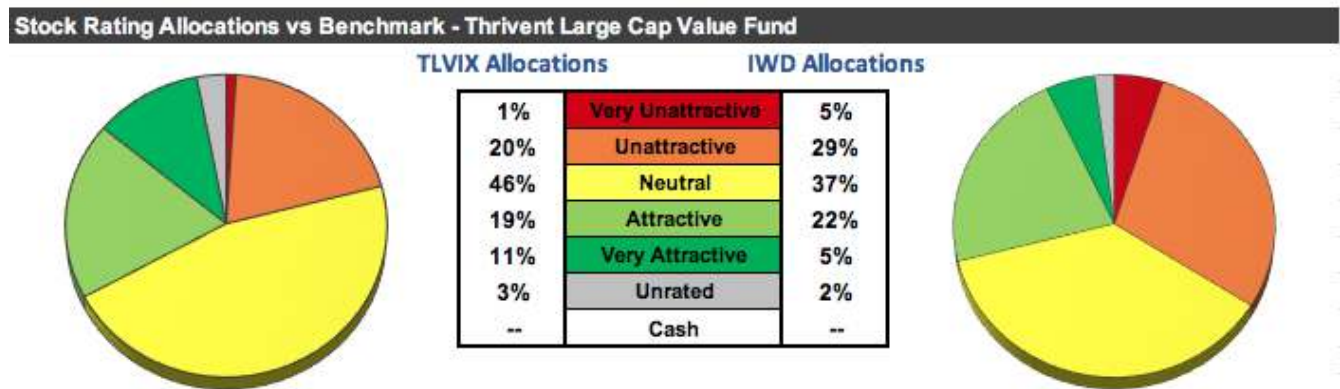 Stock Rating Allocations vs Benchmark - Thrivent Large Cap Value Fund
TLVIX Allocations IWD Allocations
1% Very Unattractive 5%
20% Unattractive 29%
46% Neutral 37%
19% Attractive 22%
11% Very Attractive 5%
3% Unrated 2%
-- Cash --